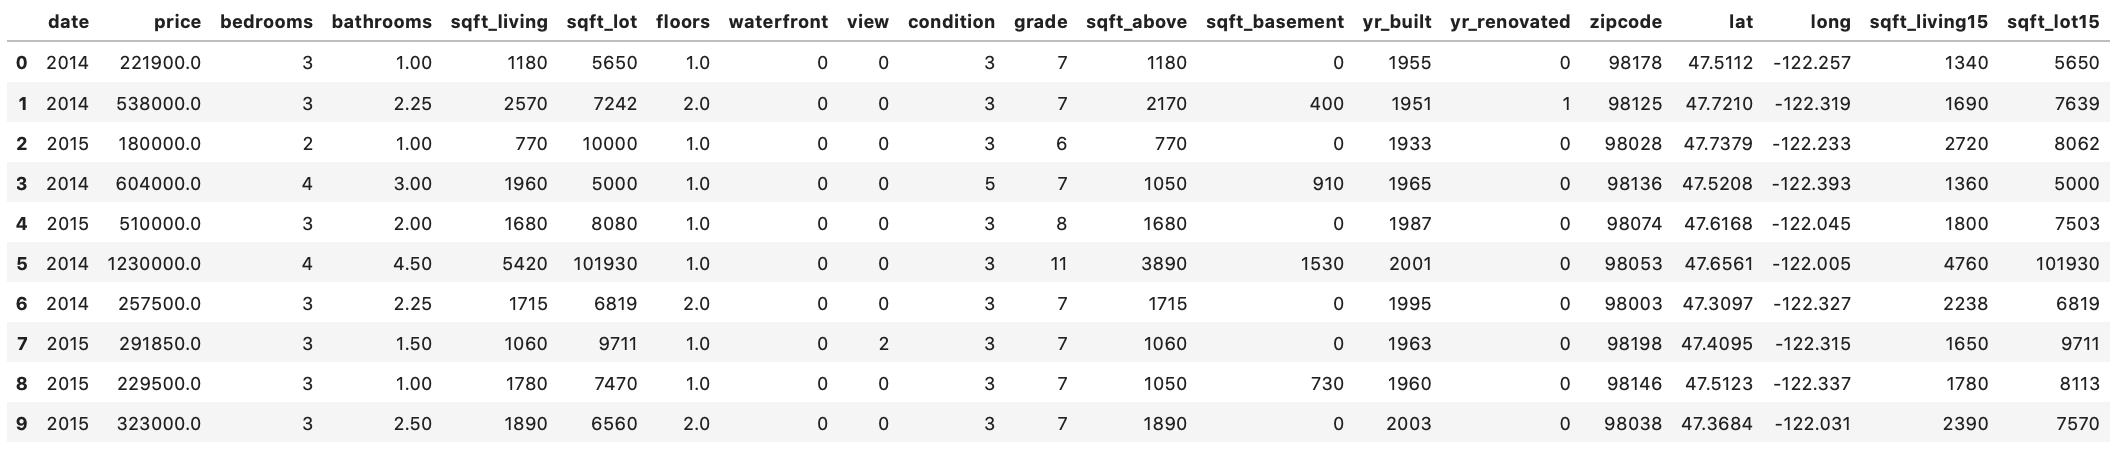 date price bedrooms bathrooms sqft_living sqft_lot floors waterfront view condition grade sqft_above sqft_basement yr_built yr_renovated zipcode lat long sqft_living15 sqft_lot15
0 2014 221900.0 3 1.00 1180 5650 1.0 0 0 3 7 1180 0 1955 0 98178 47.5112 -122.257 1340 5650
1 2014 538000.0 3 2.25 2570 7242 2.0 0 0 3 7 2170 400 1951 1 98125 47.7210 -122.319 1690 7639
2 2015 180000.0 2 1.00 770 10000 1.0 0 0 3 6 770 0 1933 0 98028 47.7379 -122.233 2720 8062
3 2014 604000.0 4 3.00 1960 5000 1.0 0 0 5 7 1050 910 1965 0 98136 47.5208 -122.393 1360 5000
4 2015 510000.0 3 2.00 1680 8080 1.0 0 0 3 8 1680 0 1987 0 98074 47.6168 -122.045 1800 7503
5 2014 1230000.0 4 4.50 5420 101930 1.0 0 0 3 11 3890 1530 2001 0 98053 47.6561 -122.005 4760 101930
6 2014 257500.0 3 2.25 1715 6819 2.0 0 0 3 7 1715 0 1995 0 98003 47.3097 -122.327 2238 6819
7 2015 291850.0 3 1.50 1060 9711 1.0 0 2 3 7 1060 0 1963 0 98198 47.4095 -122.315 1650 9711
8 2015 229500.0 3 1.00 1780 7470 1.0 0 0 3 7 1050 730 1960 0 98146 47.5123 -122.337 1780 8113
9 2015 323000.0 3 2.50 1890 6560 2.0 0 0 3 7 1890 0 2003 0 98038 47.3684 -122.031 2390 7570